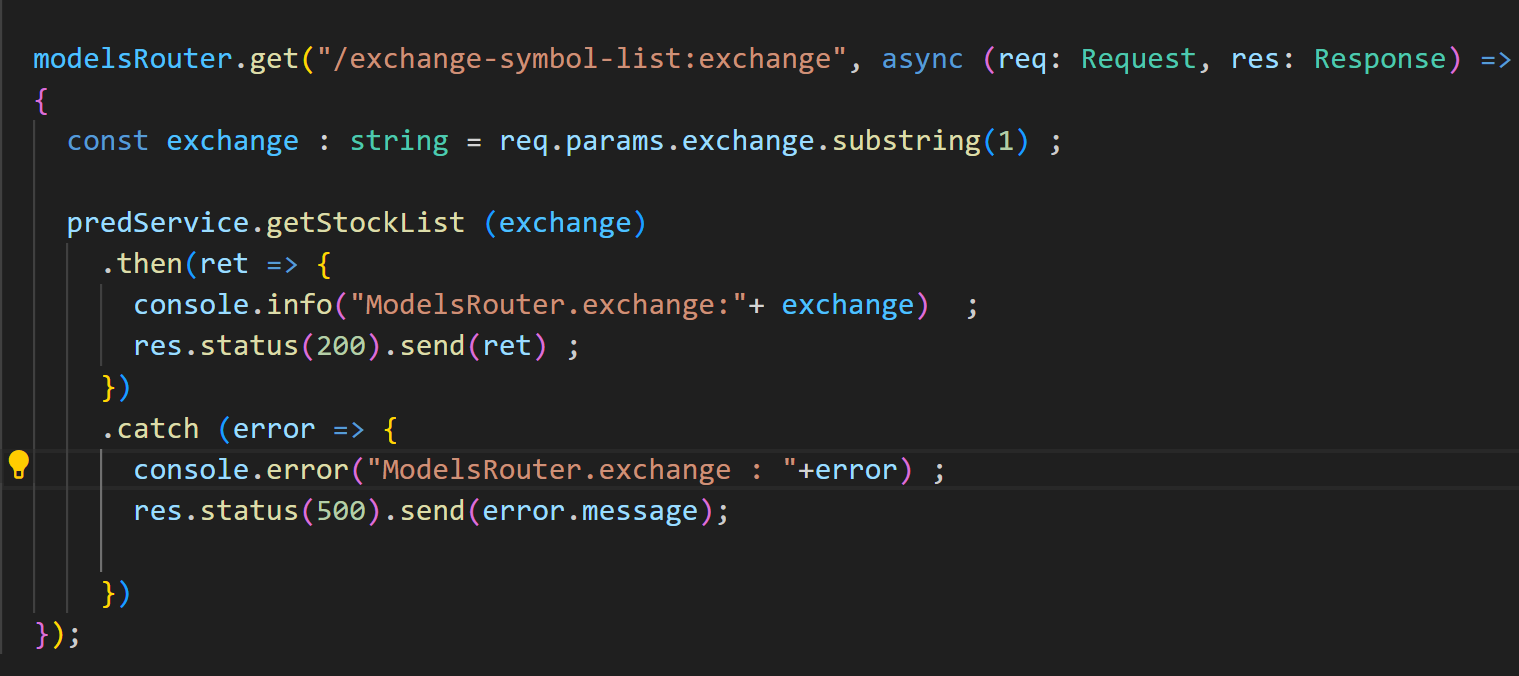 modelsRouter.get("/exchange-symbol-list:exchange", async (req: Request, res: Response) =>
{
  const exchange : string = req.params.exchange.substring(1) ;

  predService.getStockList (exchange)
    .then(ret => {
      console.info("ModelsRouter.exchange:"+ exchange)  ;
      res.status(200).send(ret) ;
    })
    .catch (error => {
      console.error("ModelsRouter.exchange : "+error) ;
      res.status(500).send(error.message);

    })
});